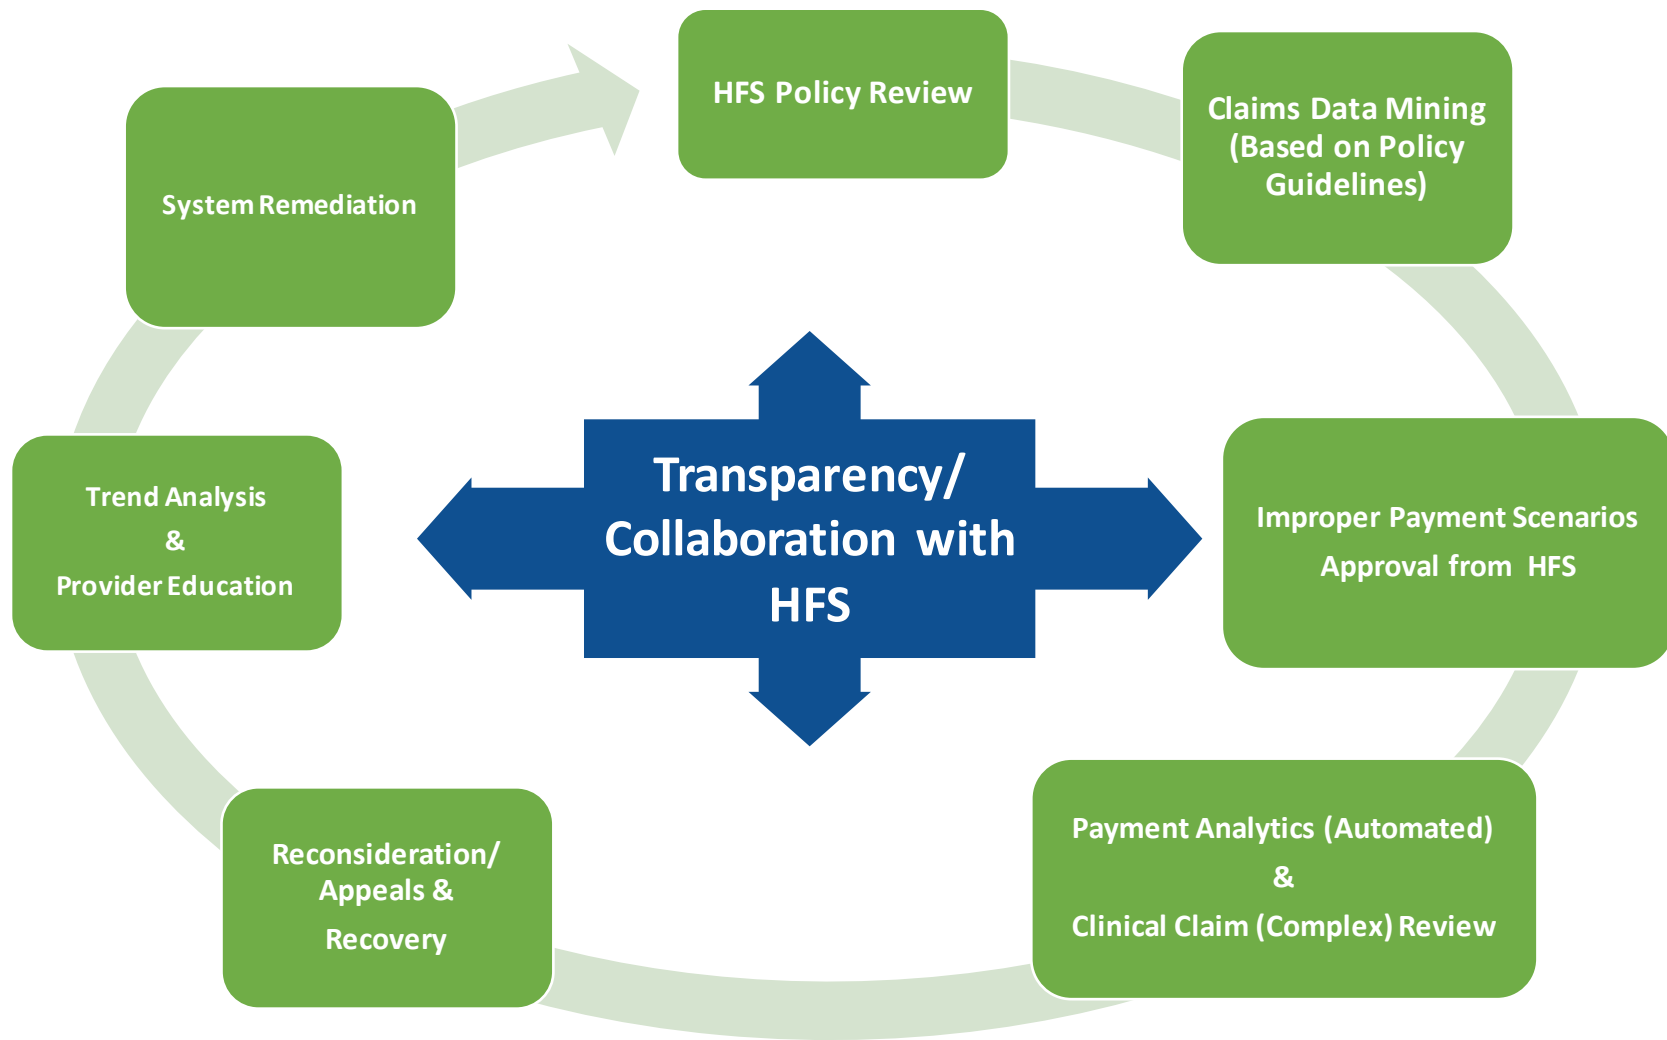 HFS Policy Review
Claims Data Mining
(Based on Policy
Guidelines)
Improper Payment Scenarios
Approval from HFS
Payment Analytics (Automated)
&
Clinical Claim (Complex) Review
Reconsideration/
Appeals &
Recovery
Trend Analysis
&
Provider Education
System Remediation
Transparency/
Collaboration with
HFS